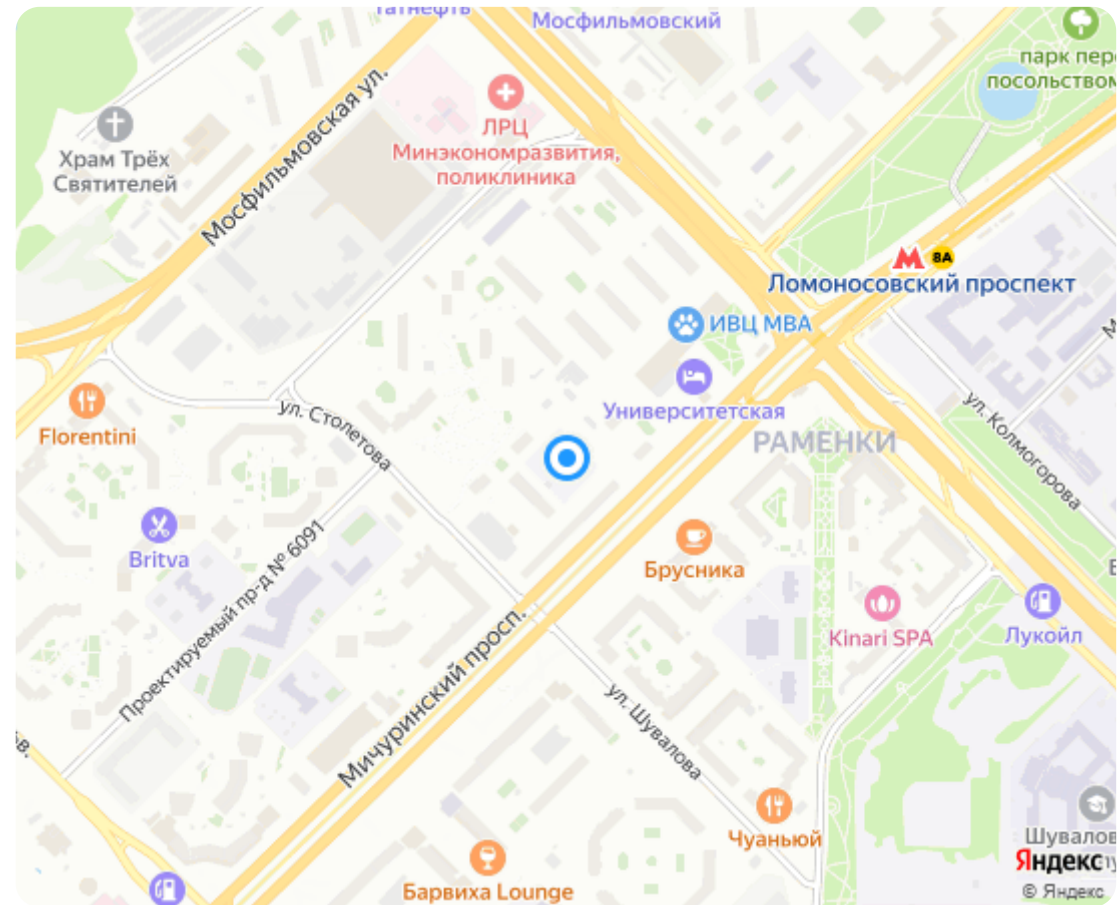 Татнефть
Мосфильмовский
парк пер
посольством
Мосфильмовская ул.
ЛРЦ
Минэкономразвития,
поликлиника
Храм Трёх
Святителей
8А
Ломоносовский проспект
ИВЦ МВА
Университетская
РАМЕНКИ
ул. Колмогорова
Florentini
ул. Столетова
Britva
Проектируемый пр-д № 6091
Брусника
Kinari SPA
Лукойл
Мичуринский просп.
ул. Шувалова
Чуаньюй
Барвиха Lounge
Шувалов
Яндекс
© Яндекс